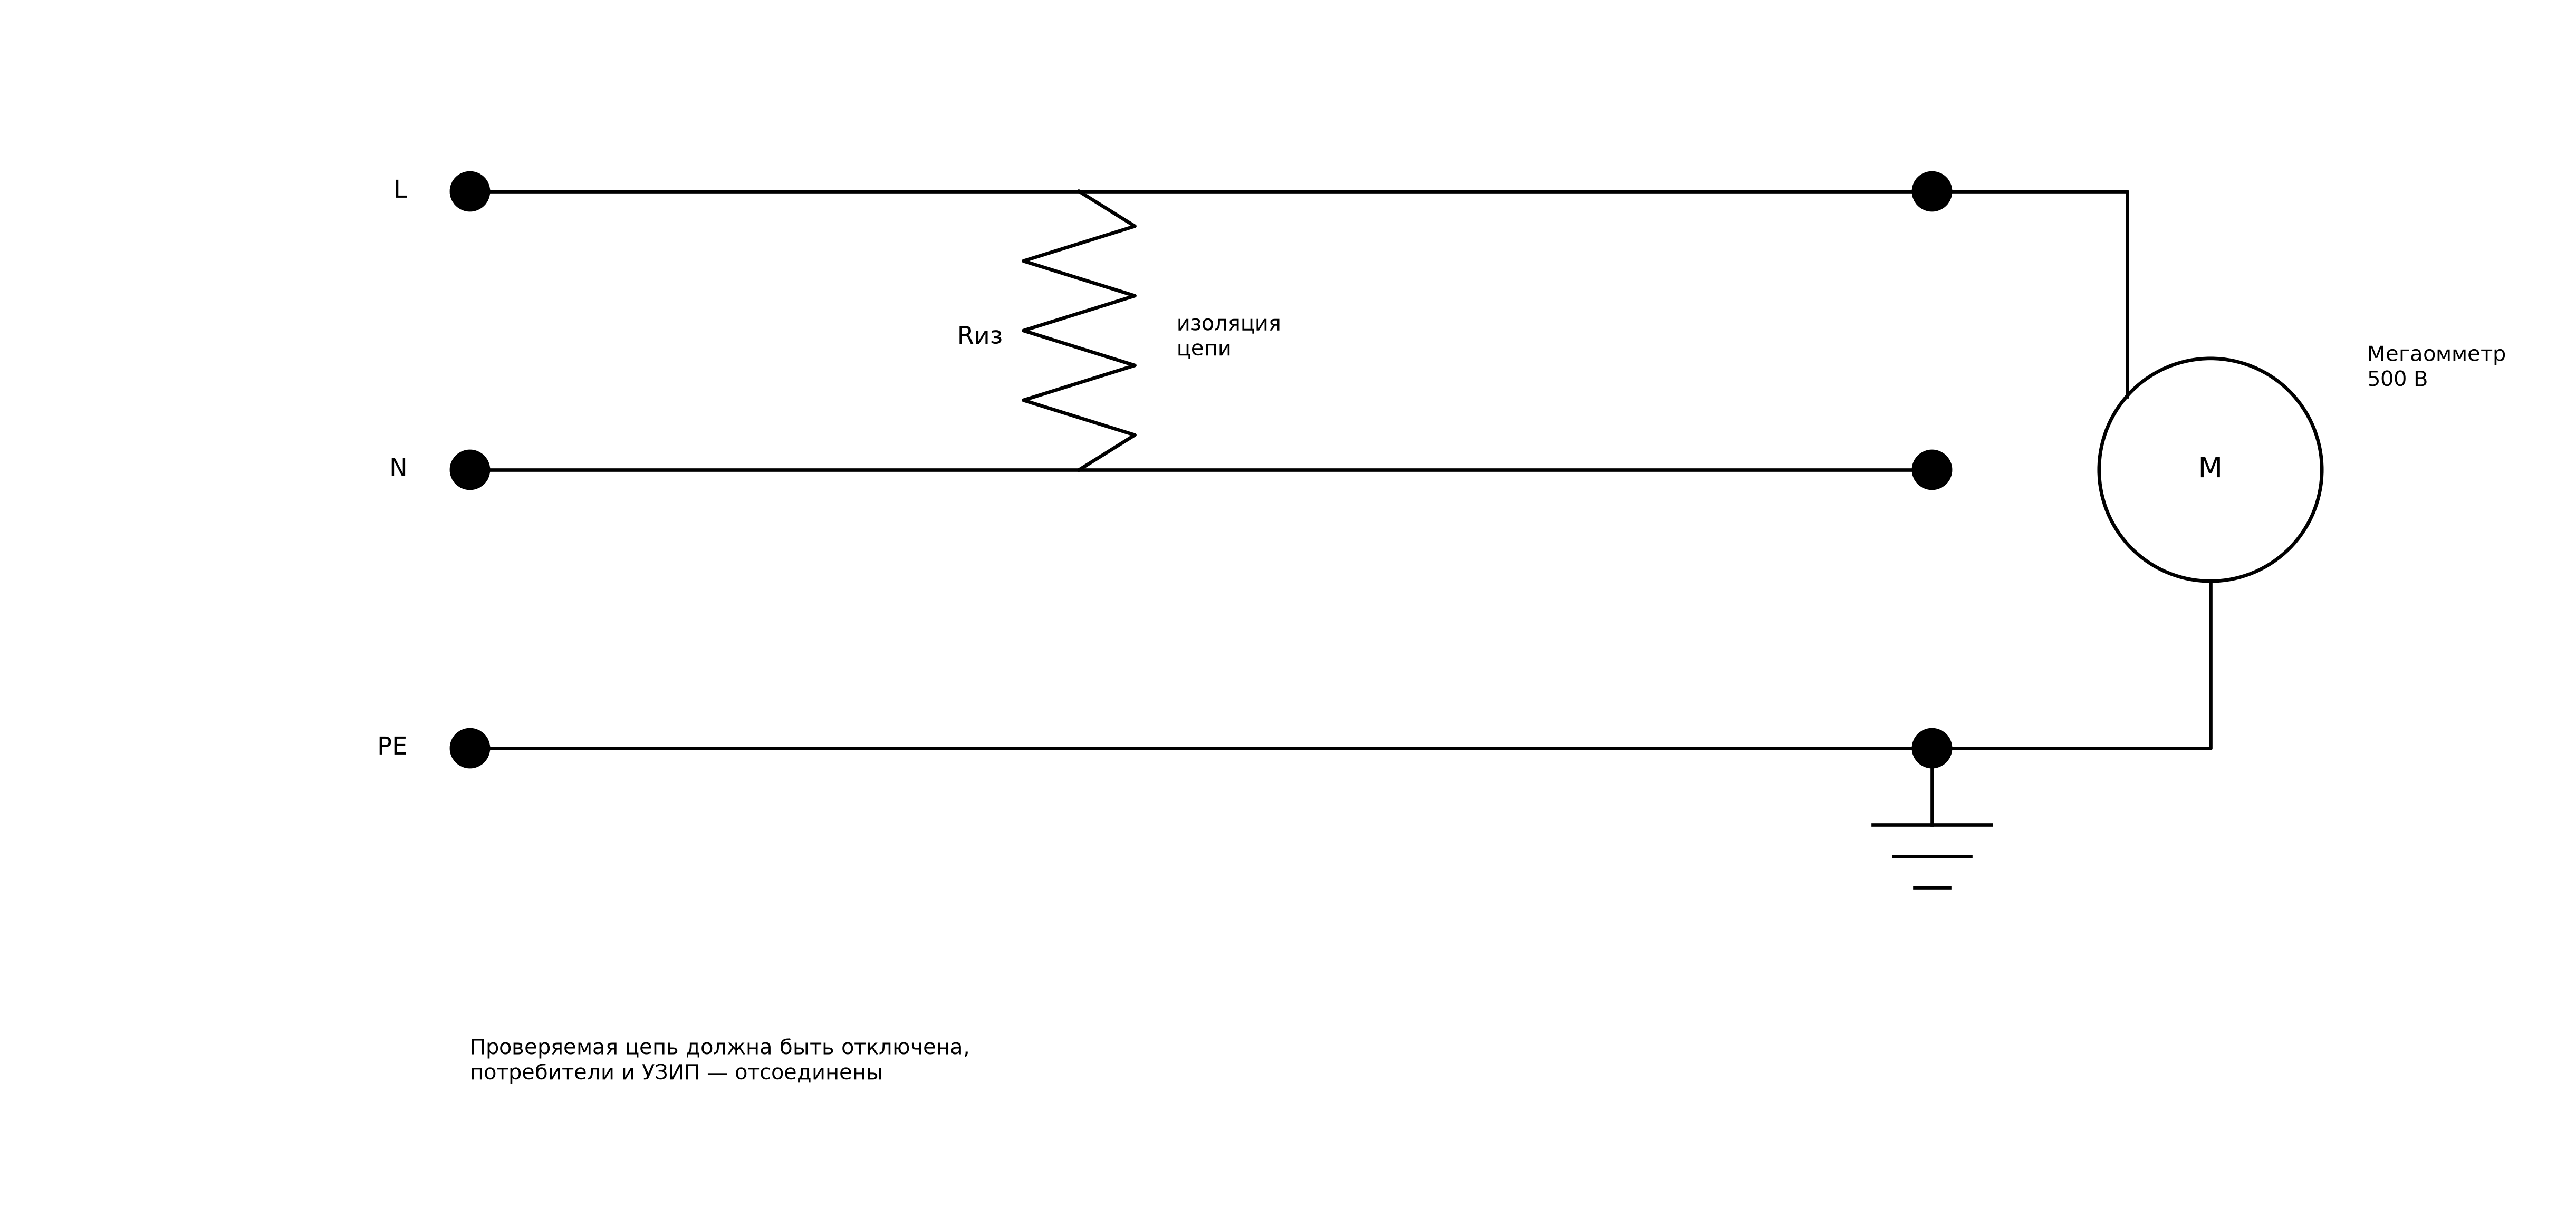 L
Rиз
изоляция
цепи
Мегаомметр
500 В
N
M
PE
Проверяемая цепь должна быть отключена,
потребители и УЗИП — отсоединены